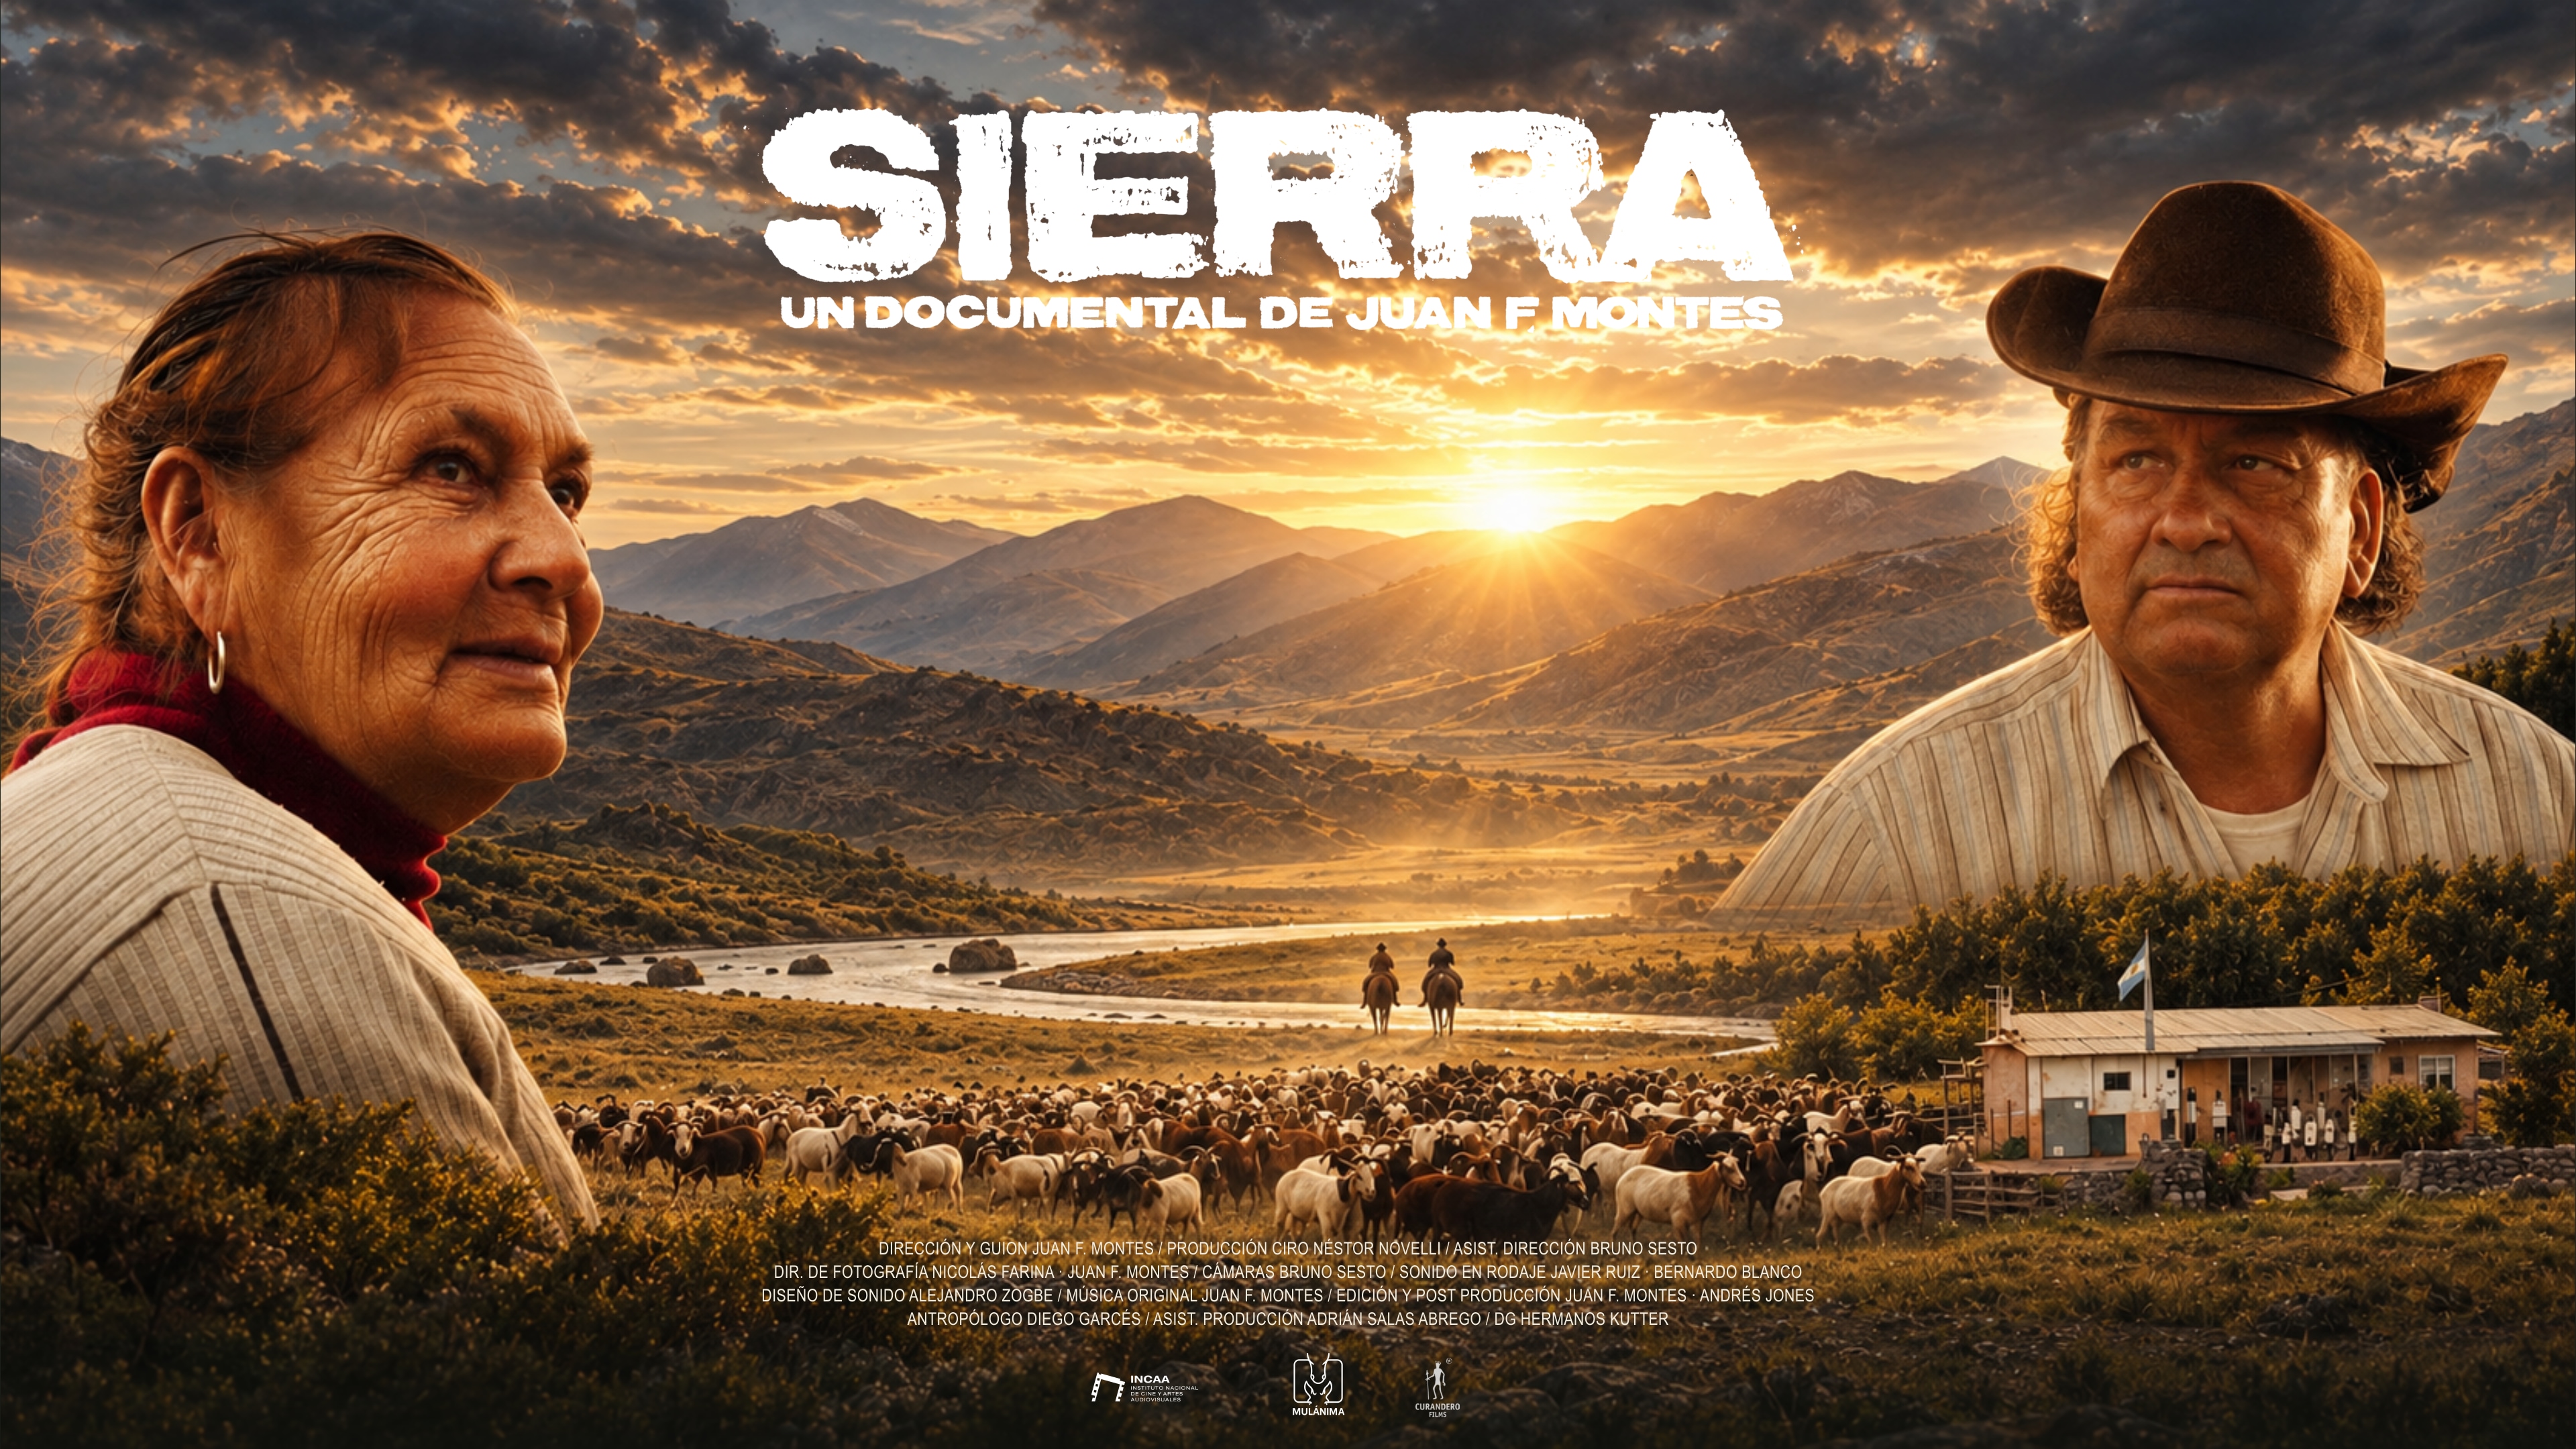 SIERRA
UN DOCUMENTAL DE JUAN F. MONTES
DIRECCIÓN Y GUIÓN JUAN F. MONTES / PRODUCCIÓN CIRO NÉSTOR NÓVELLI / ASIST. DIRECCIÓN BRUNO SESTO
DIR. DE FOTOGRAFÍA NICOLÁS FARINA · JUAN F. MONTES / CÁMARAS BRUNO SESTO / SONIDO EN RODAJE JAVIER RUIZ · BERNARDO BLANCO
DISEÑO DE SONIDO ALEJANDRO ZOGBE / MÚSICA ORIGINAL JUAN F. MONTES / EDICIÓN Y POST PRODUCCIÓN JUAN F. MONTES · ANDRÉS JONES
ANTROPÓLOGO DIEGO GARCÉS / ASIST. PRODUCCIÓN ADRIÁN SALAS ABREGO / DG HERMANOS KUTTER
INCAA
INSTITUTO NACIONAL
DE CINE Y ARTES
AUDIOVISUALES
MULÁNIMA
CURANDERO
FILMS